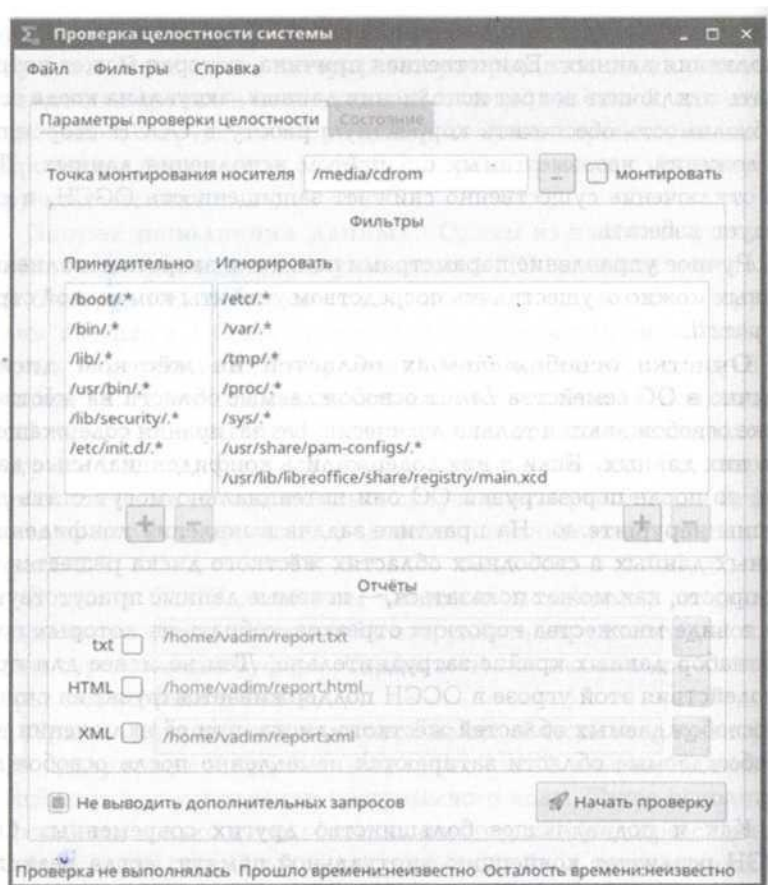 Проверка целостности системы
Файл Фильтры Справка
Параметры проверки целостности Состояние
Точка монтирования носителя /media/cdrom ... монтировать
Фильтры
Принудительно Игнорировать
/boot/.* /etc/.*
/bin/.* /var/.*
/lib/.* /tmp/.*
/usr/bin/.* /proc/.*
/lib/security/.* /sys/.*
/etc/init.d/.* /usr/share/pam-configs/.*
/usr/lib/libreoffice/share/registry/main.xcd
+ − + −
Отчёты
txt /home/vadim/report.txt
HTML /home/vadim/report.html
XML /home/vadim/report.xml
Не выводить дополнительных запросов Начать проверку
Проверка не выполнялась Прошло времени:неизвестно Осталость времени:неизвестно